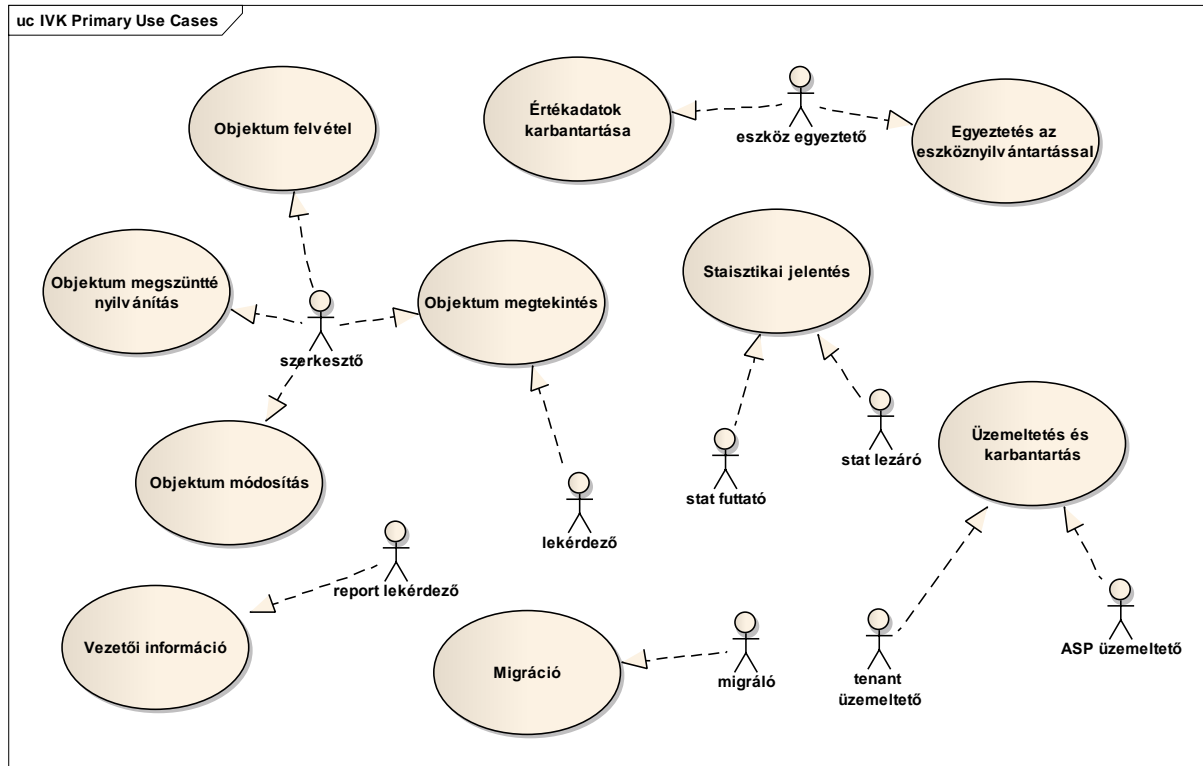 uc IVK Primary Use Cases
Objektum felvétel
Értékadatok
karbantartása
eszköz egyeztető
Egyeztetés az
eszköznyilvántartással
Objektum megszüntté
nyilvánítás
szerkesztő
Objektum megtekintés
Staisztikai jelentés
Objektum módosítás
lekérdező
stat futtató
stat lezáró
Üzemeltetés és
karbantartás
report lekérdező
Vezetői információ
Migráció
migráló
tenant
üzemeltető
ASP üzemeltető